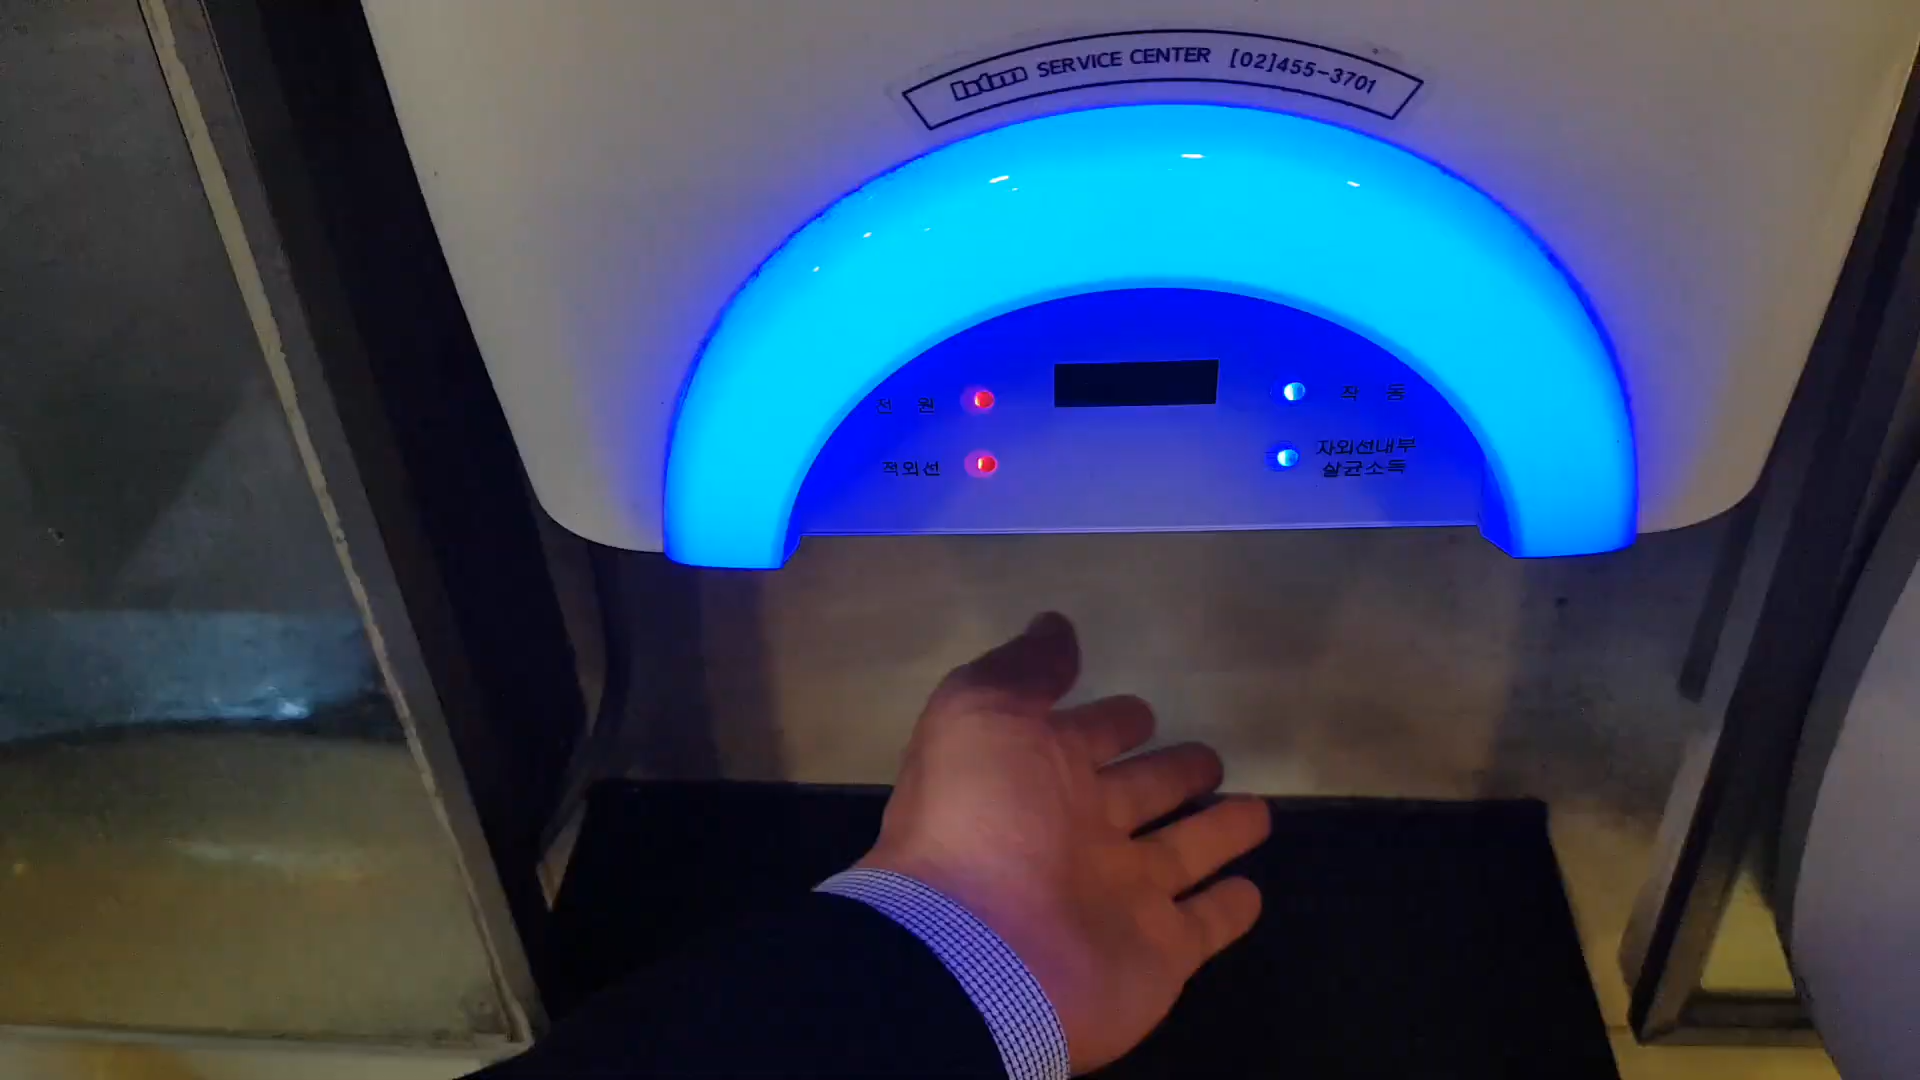 htm SERVICE CENTER [02]455-3701
전 원
작 동
적외선
자외선내부
살균소독